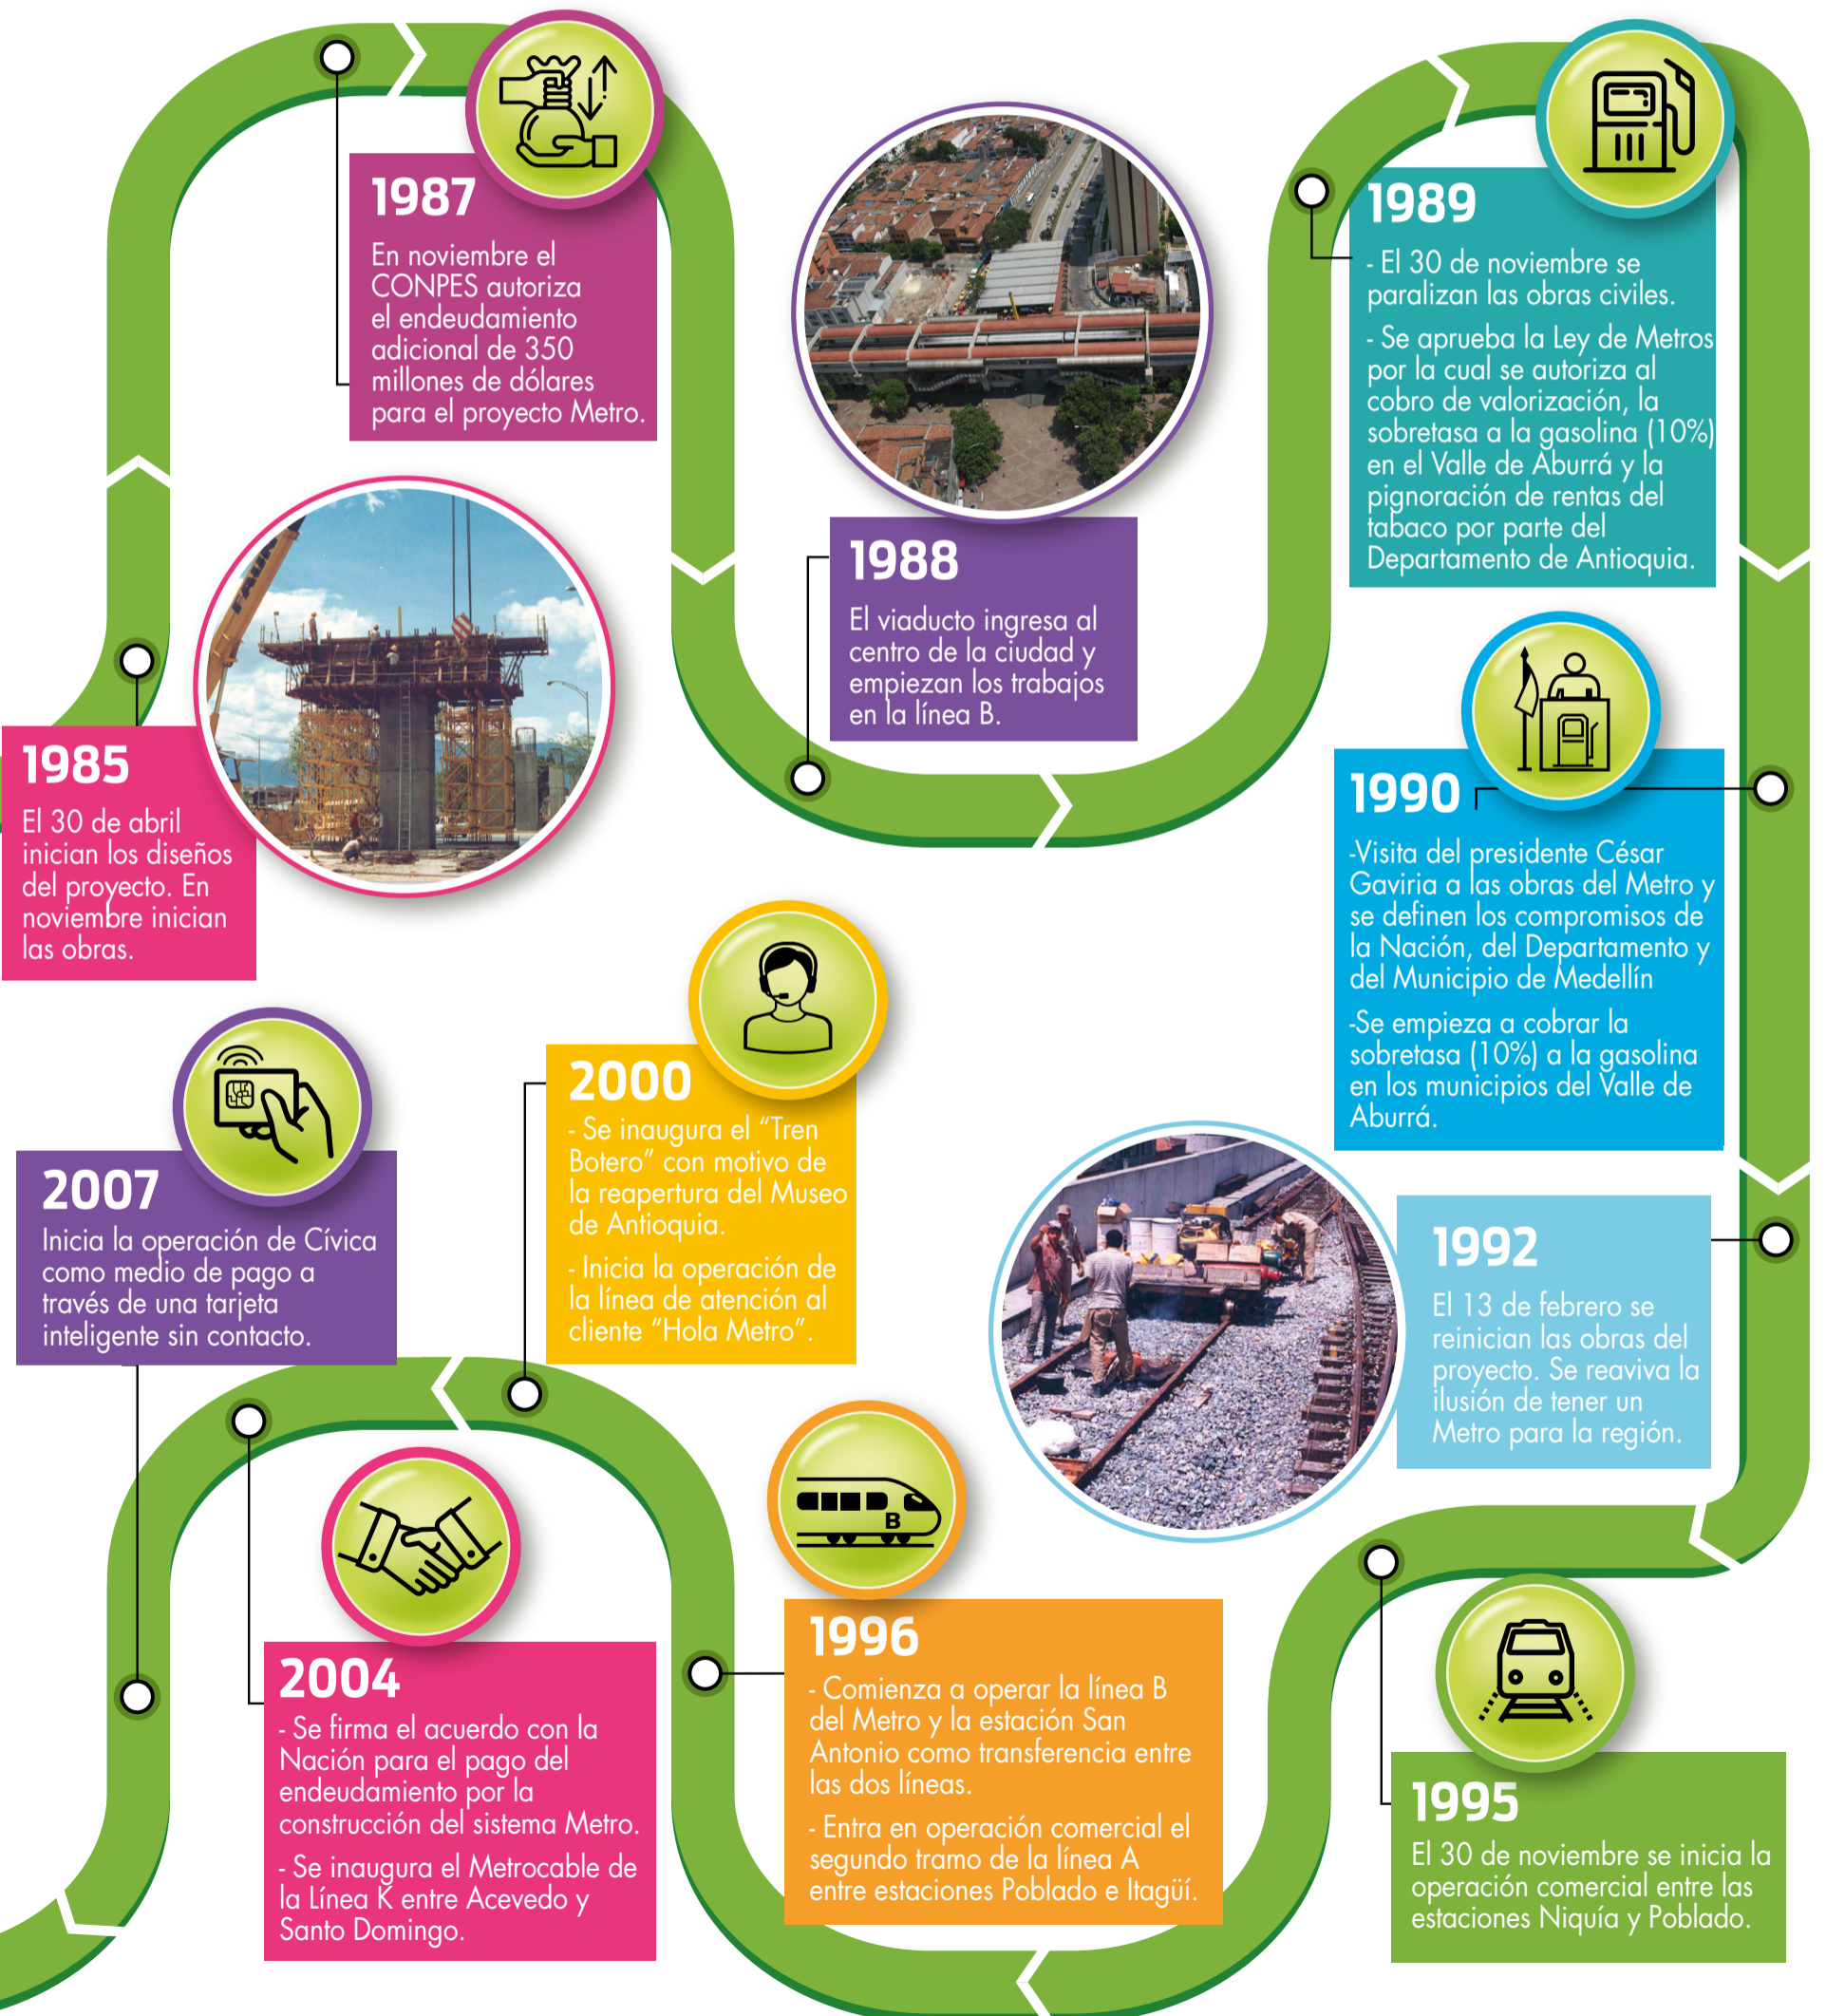 1985
El 30 de abril
inician los diseños
del proyecto. En
noviembre inician
las obras.
1987
En noviembre el
CONPES autoriza
el endeudamiento
adicional de 350
millones de dólares
para el proyecto Metro.
1988
El viaducto ingresa al
centro de la ciudad y
empiezan los trabajos
en la línea B.
1989
- El 30 de noviembre se
paralizan las obras civiles.
- Se aprueba la Ley de Metros
por la cual se autoriza al
cobro de valorización, la
sobretasa a la gasolina (10%)
en el Valle de Aburrá y la
pignoración de rentas del
tabaco por parte del
Departamento de Antioquia.
1990
-Visita del presidente César
Gaviria a las obras del Metro y
se definen los compromisos de
la Nación, del Departamento y
del Municipio de Medellín
-Se empieza a cobrar la
sobretasa (10%) a la gasolina
en los municipios del Valle de
Aburrá.
1992
El 13 de febrero se
reinician las obras del
proyecto. Se reaviva la
ilusión de tener un
Metro para la región.
1995
El 30 de noviembre se inicia la
operación comercial entre las
estaciones Niquía y Poblado.
B
1996
- Comienza a operar la línea B
del Metro y la estación San
Antonio como transferencia entre
las dos líneas.
- Entra en operación comercial el
segundo tramo de la línea A
entre estaciones Poblado e Itagüí.
2000
- Se inaugura el “Tren
Botero” con motivo de
la reapertura del Museo
de Antioquia.
- Inicia la operación de
la línea de atención al
cliente “Hola Metro”.
2004
- Se firma el acuerdo con la
Nación para el pago del
endeudamiento por la
construcción del sistema Metro.
- Se inaugura el Metrocable de
la Línea K entre Acevedo y
Santo Domingo.
2007
Inicia la operación de Cívica
como medio de pago a
través de una tarjeta
inteligente sin contacto.